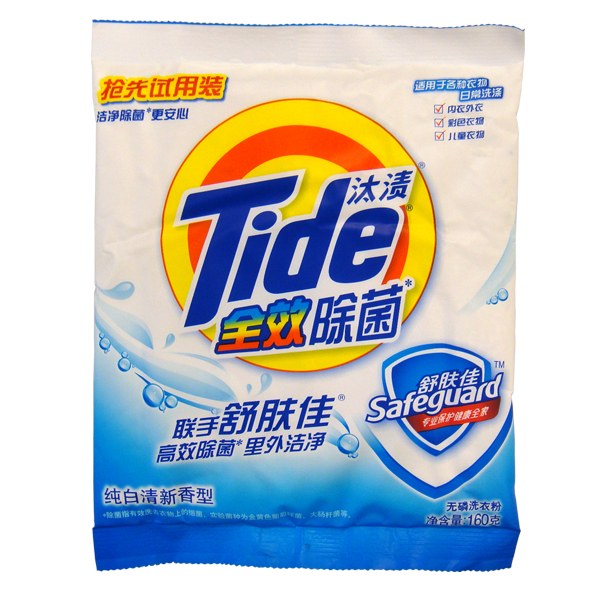 抢先试用装
洁净除菌*更安心
适用于各种衣物
日常洗涤
内衣外衣
彩色衣物
儿童衣物
汰渍®
Tide®
全效除菌*
联手舒肤佳®
高效除菌*里外洁净
舒肤佳
Safeguard™
专业保护健康全家
纯白清新香型
无磷洗衣粉
净含量:160克